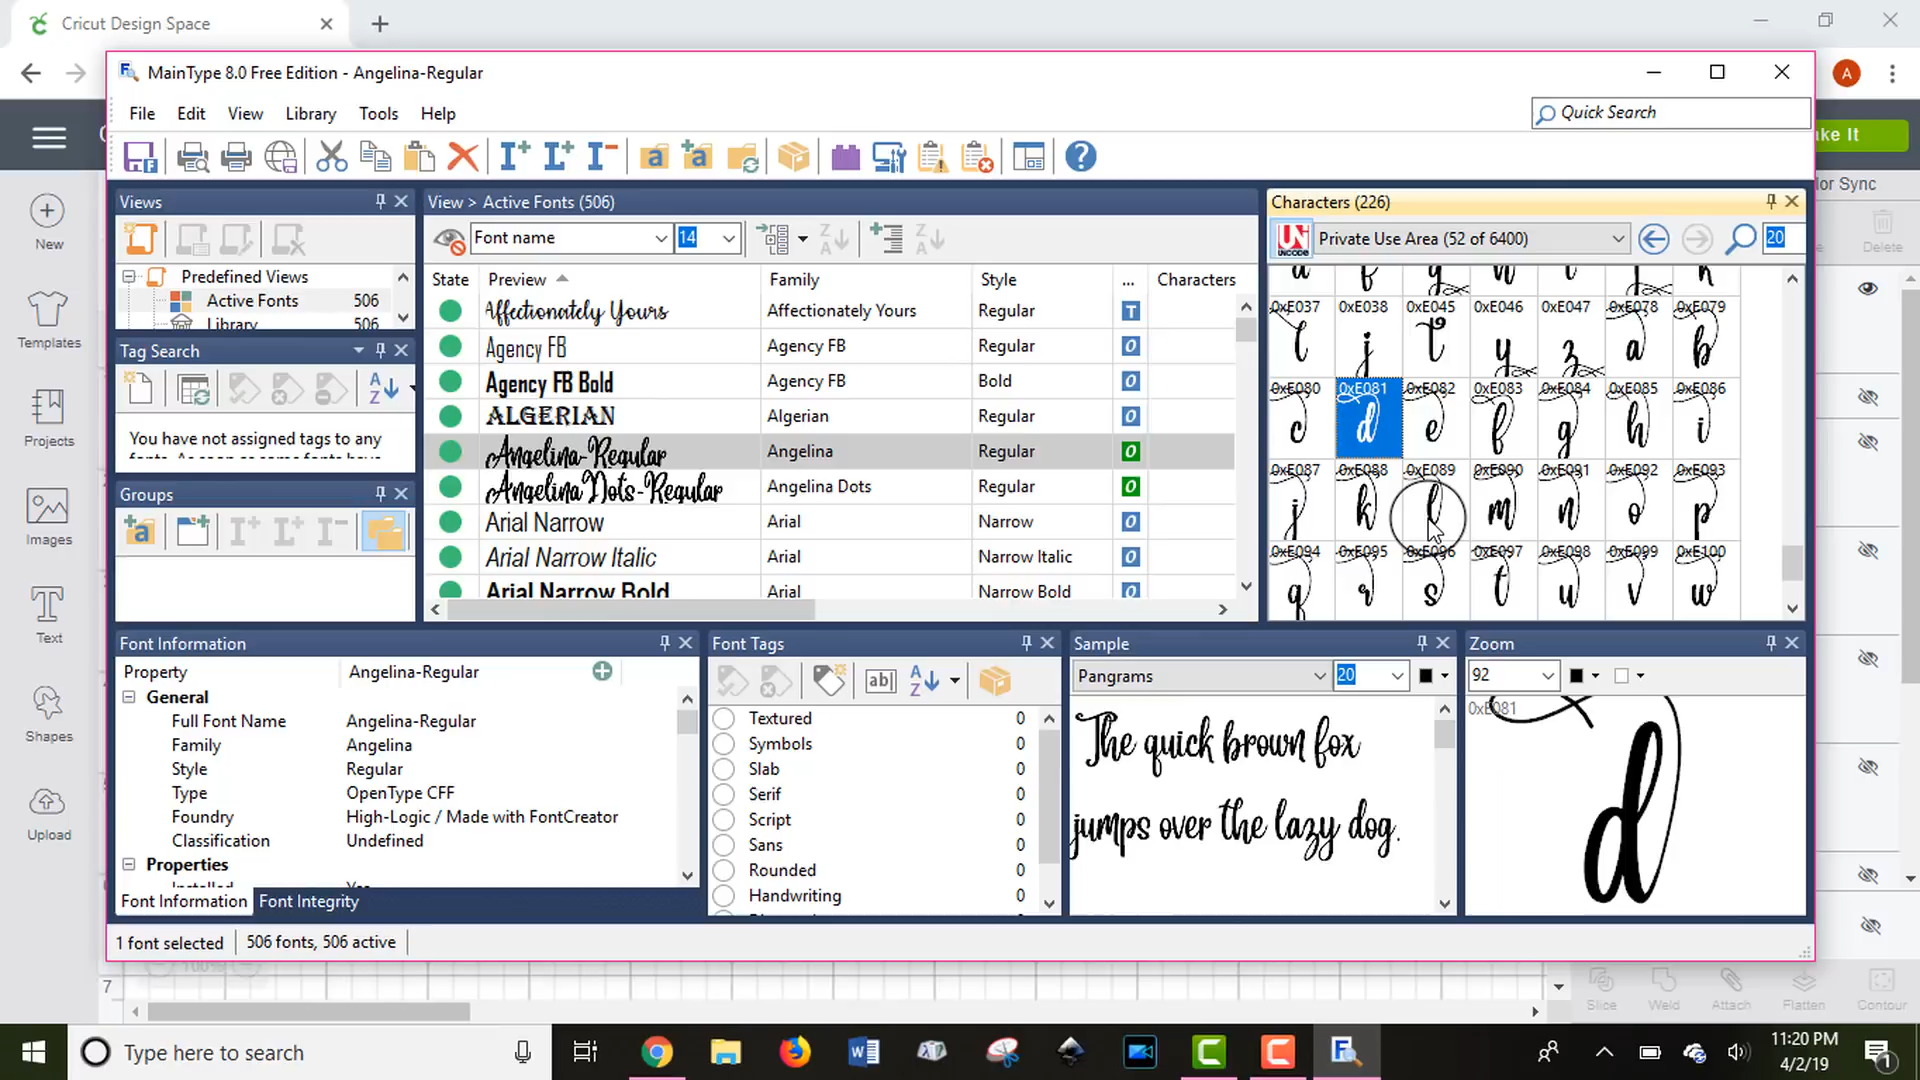 Cricut Design Space
MainType 8.0 Free Edition - Angelina-Regular
A
File Edit View Library Tools Help
Quick Search
ke It
Views
View > Active Fonts (506)
Characters (226)
or Sync
New
Font name
14
UNICODE
Private Use Area (52 of 6400)
20
Delete
Predefined Views
Active Fonts 506
Library 506
State Preview Family Style ... Characters
Affectionately Yours Affectionately Yours Regular
Agency FB Agency FB Regular
Agency FB Bold Agency FB Bold
ALGERIAN Algerian Regular
Angelina-Regular Angelina Regular
AngelinaDots-Regular Angelina Dots Regular
Arial Narrow Arial Narrow
Arial Narrow Italic Arial Narrow Italic
Arial Narrow Bold Arial Narrow Bold
0xE037 0xE038 0xE045 0xE046 0xE047 0xE078 0xE079
l j t y z a b
0xE080 0xE081 0xE082 0xE083 0xE084 0xE085 0xE086
c d e f g h i
0xE087 0xE088 0xE089 0xE090 0xE091 0xE092 0xE093
j k l m n o p
0xE094 0xE095 0xE096 0xE097 0xE098 0xE099 0xE100
q r s t u v w
Templates
Projects
Images
Text
Shapes
Upload
Tag Search
You have not assigned tags to any
Groups
Font Information
Property Angelina-Regular
General
Full Font Name Angelina-Regular
Family Angelina
Style Regular
Type OpenType CFF
Foundry High-Logic / Made with FontCreator
Classification Undefined
Properties
Installed Yes
Font Information Font Integrity
Font Tags
Textured 0
Symbols 0
Slab 0
Serif 0
Script 0
Sans 0
Rounded 0
Handwriting 0
Sample
Pangrams 20
The quick brown fox
jumps over the lazy dog.
Zoom
92
0xE081
d
1 font selected 506 fonts, 506 active
100%
7
Slice Weld Attach Flatten Contour
Type here to search
11:20 PM
4/2/19
1